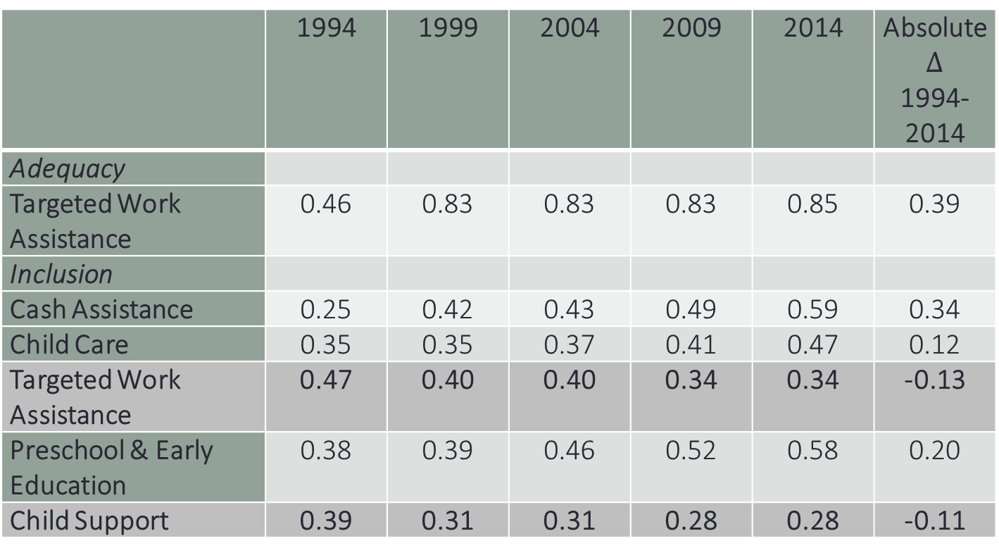 1994 1999 2004 2009 2014 Absolute
Δ
1994-
2014
Adequacy
Targeted Work 0.46 0.83 0.83 0.83 0.85 0.39
Assistance
Inclusion
Cash Assistance 0.25 0.42 0.43 0.49 0.59 0.34
Child Care 0.35 0.35 0.37 0.41 0.47 0.12
Targeted Work 0.47 0.40 0.40 0.34 0.34 -0.13
Assistance
Preschool & Early 0.38 0.39 0.46 0.52 0.58 0.20
Education
Child Support 0.39 0.31 0.31 0.28 0.28 -0.11